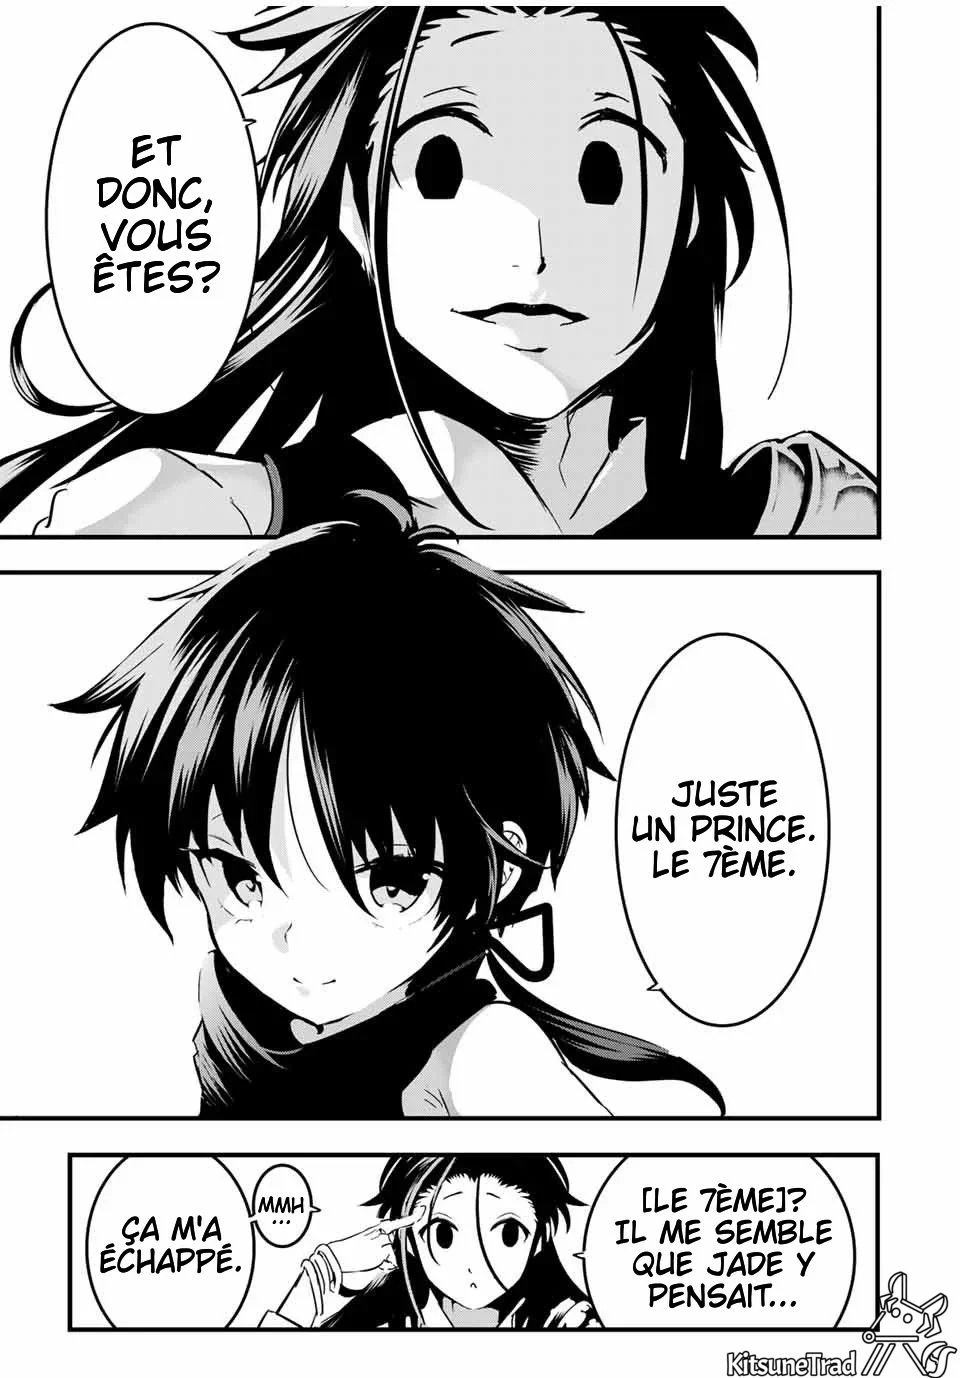 ET
DONC,
VOUS
ÊTES?
JUSTE
UN PRINCE.
LE 7ÈME.
[LE 7ÈME]?
IL ME SEMBLE
QUE JADE Y
PENSAIT...
MMH
...
ÇA M'A
ÉCHAPPÉ.
KitsuneTrad